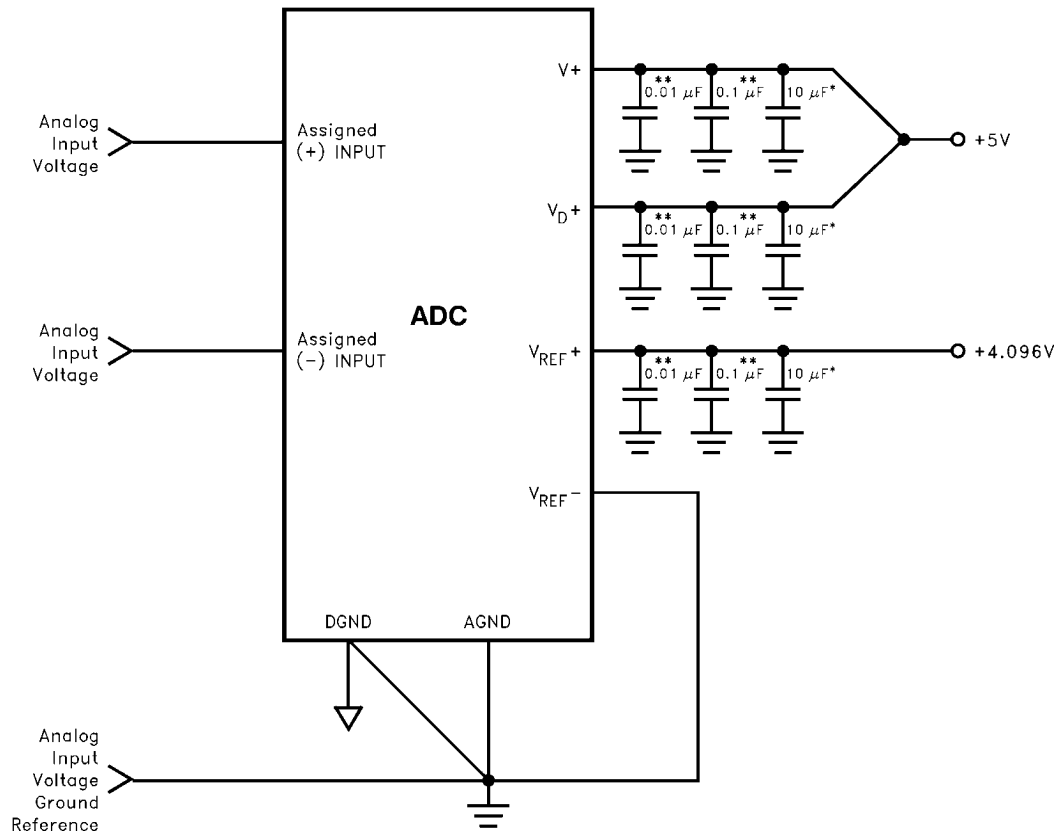 V+
**
0.01 μF
**
0.1 μF
10 μF*
Analog
Input
Voltage
Assigned
(+) INPUT
+5V
VD+
**
0.01 μF
**
0.1 μF
10 μF*
ADC
Analog
Input
Voltage
Assigned
(−) INPUT
VREF+
**
0.01 μF
**
0.1 μF
10 μF*
+4.096V
VREF−
DGND
AGND
Analog
Input
Voltage
Ground
Reference